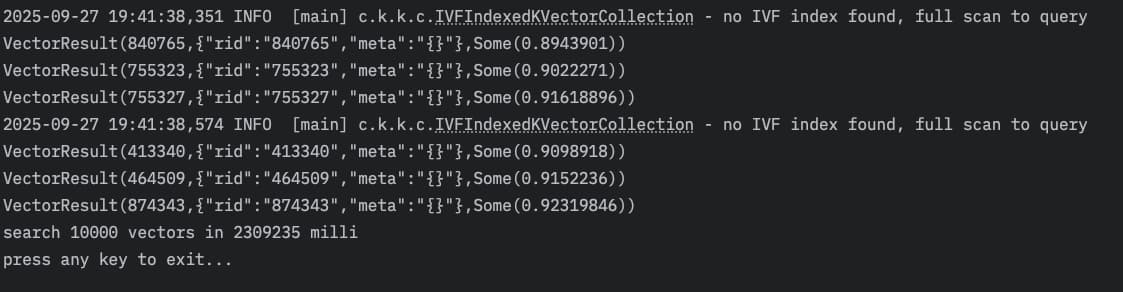 2025-09-27 19:41:38,351 INFO  [main] c.k.k.c.IVFIndexedKVectorCollection - no IVF index found, full scan to query
VectorResult(840765,{"rid":"840765","meta":"{}"},Some(0.8943901))
VectorResult(755323,{"rid":"755323","meta":"{}"},Some(0.9022271))
VectorResult(755327,{"rid":"755327","meta":"{}"},Some(0.91618896))
2025-09-27 19:41:38,574 INFO  [main] c.k.k.c.IVFIndexedKVectorCollection - no IVF index found, full scan to query
VectorResult(413340,{"rid":"413340","meta":"{}"},Some(0.9098918))
VectorResult(464509,{"rid":"464509","meta":"{}"},Some(0.9152236))
VectorResult(874343,{"rid":"874343","meta":"{}"},Some(0.92319846))
search 10000 vectors in 2309235 milli
press any key to exit...